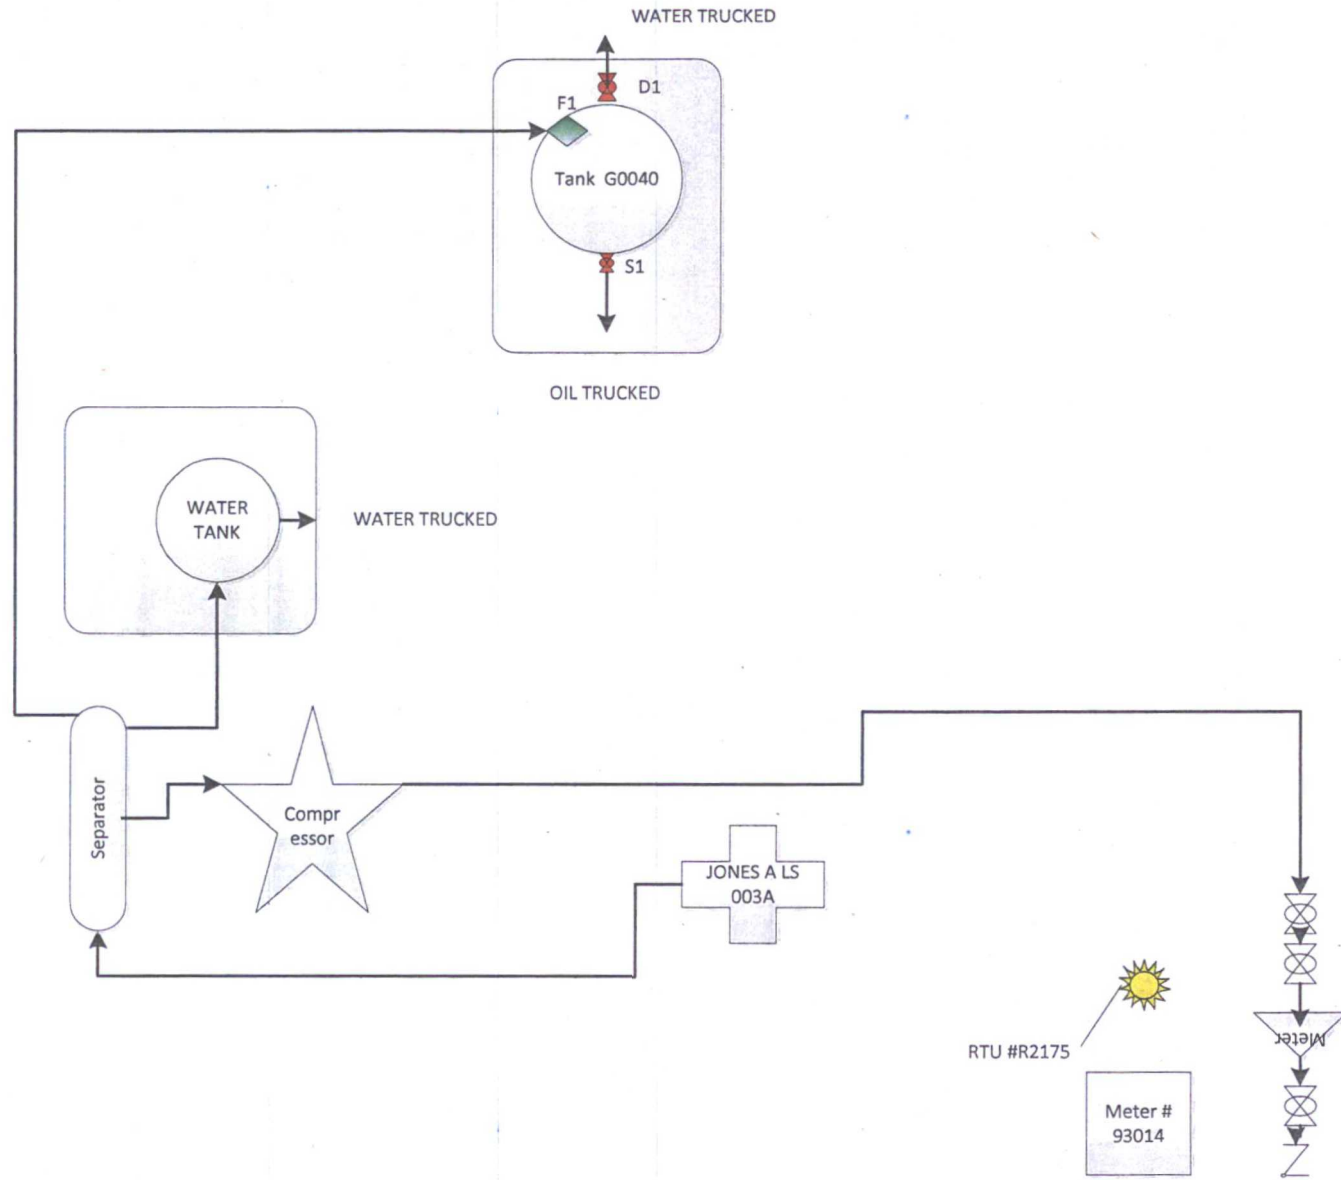 WATER TRUCKED
D1
F1
Tank G0040
S1
OIL TRUCKED
WATER
TANK
WATER TRUCKED
Separator
Compr
essor
JONES A LS
003A
RTU #R2175
Meter
Meter #
93014